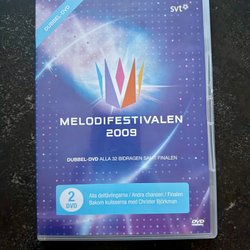 DUBBEL-DVD
svt
MELODIFESTIVALEN
2009
DUBBEL-DVD ALLA 32 BIDRAGEN SAMT FINALEN
2
DVD
Alla deltävlingarna / Andra chansen / Finalen
Bakom kulisserna med Christer Björkman
DVD